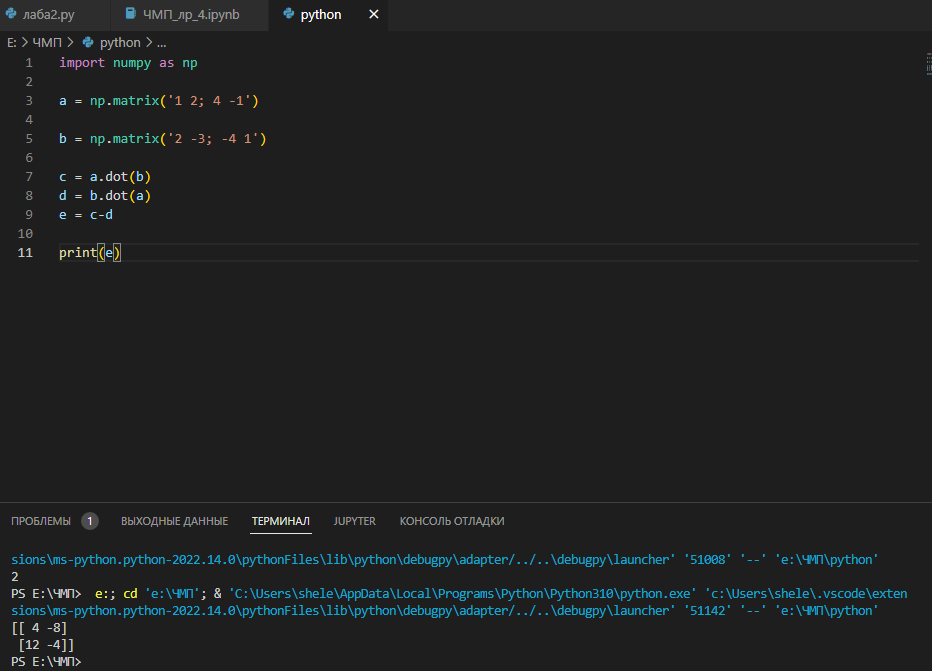 лаба2.py ЧМП_лр_4.ipynb python
E: > ЧМП > python > ...
1 import numpy as np
2
3 a = np.matrix('1 2; 4 -1')
4
5 b = np.matrix('2 -3; -4 1')
6
7 c = a.dot(b)
8 d = b.dot(a)
9 e = c-d
10
11 print(e)
ПРОБЛЕМЫ 1 ВЫХОДНЫЕ ДАННЫЕ ТЕРМИНАЛ JUPYTER КОНСОЛЬ ОТЛАДКИ
sions\ms-python.python-2022.14.0\pythonFiles\lib\python\debugpy\adapter/../..\debugpy\launcher' '51008' '--' 'e:\ЧМП\python'
2
PS E:\ЧМП> e:; cd 'e:\ЧМП'; & 'C:\Users\shele\AppData\Local\Programs\Python\Python310\python.exe' 'c:\Users\shele\.vscode\exten
sions\ms-python.python-2022.14.0\pythonFiles\lib\python\debugpy\adapter/../..\debugpy\launcher' '51142' '--' 'e:\ЧМП\python'
[[ 4 -8]
[12 -4]]
PS E:\ЧМП>